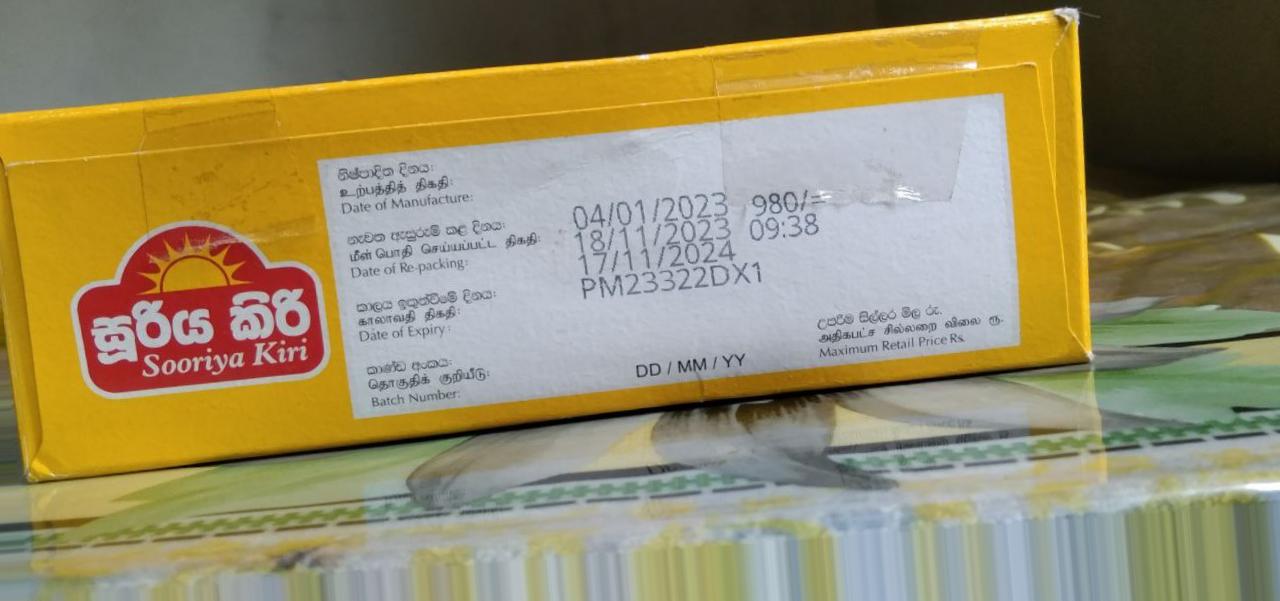 සූරිය කිරි
Sooriya Kiri
නිෂ්පාදිත දිනය:
உற்பத்தித் திகதி:
Date of Manufacture:
නැවත ඇසුරුම් කළ දිනය:
மீள் பொதி செய்யப்பட்ட திகதி:
Date of Re-packing:
කාලය ඉකුත්වීමේ දිනය:
காலாவதி திகதி:
Date of Expiry:
කාණ්ඩ අංකය:
தொகுதிக் குறியீடு:
Batch Number:
04/01/2023 980/=
18/11/2023 09:38
17/11/2024
PM23322DX1
DD / MM / YY
උපරිම සිල්ලර මිල රු.
அதிகபட்ச சில்லறை விலை ரூ.
Maximum Retail Price Rs.